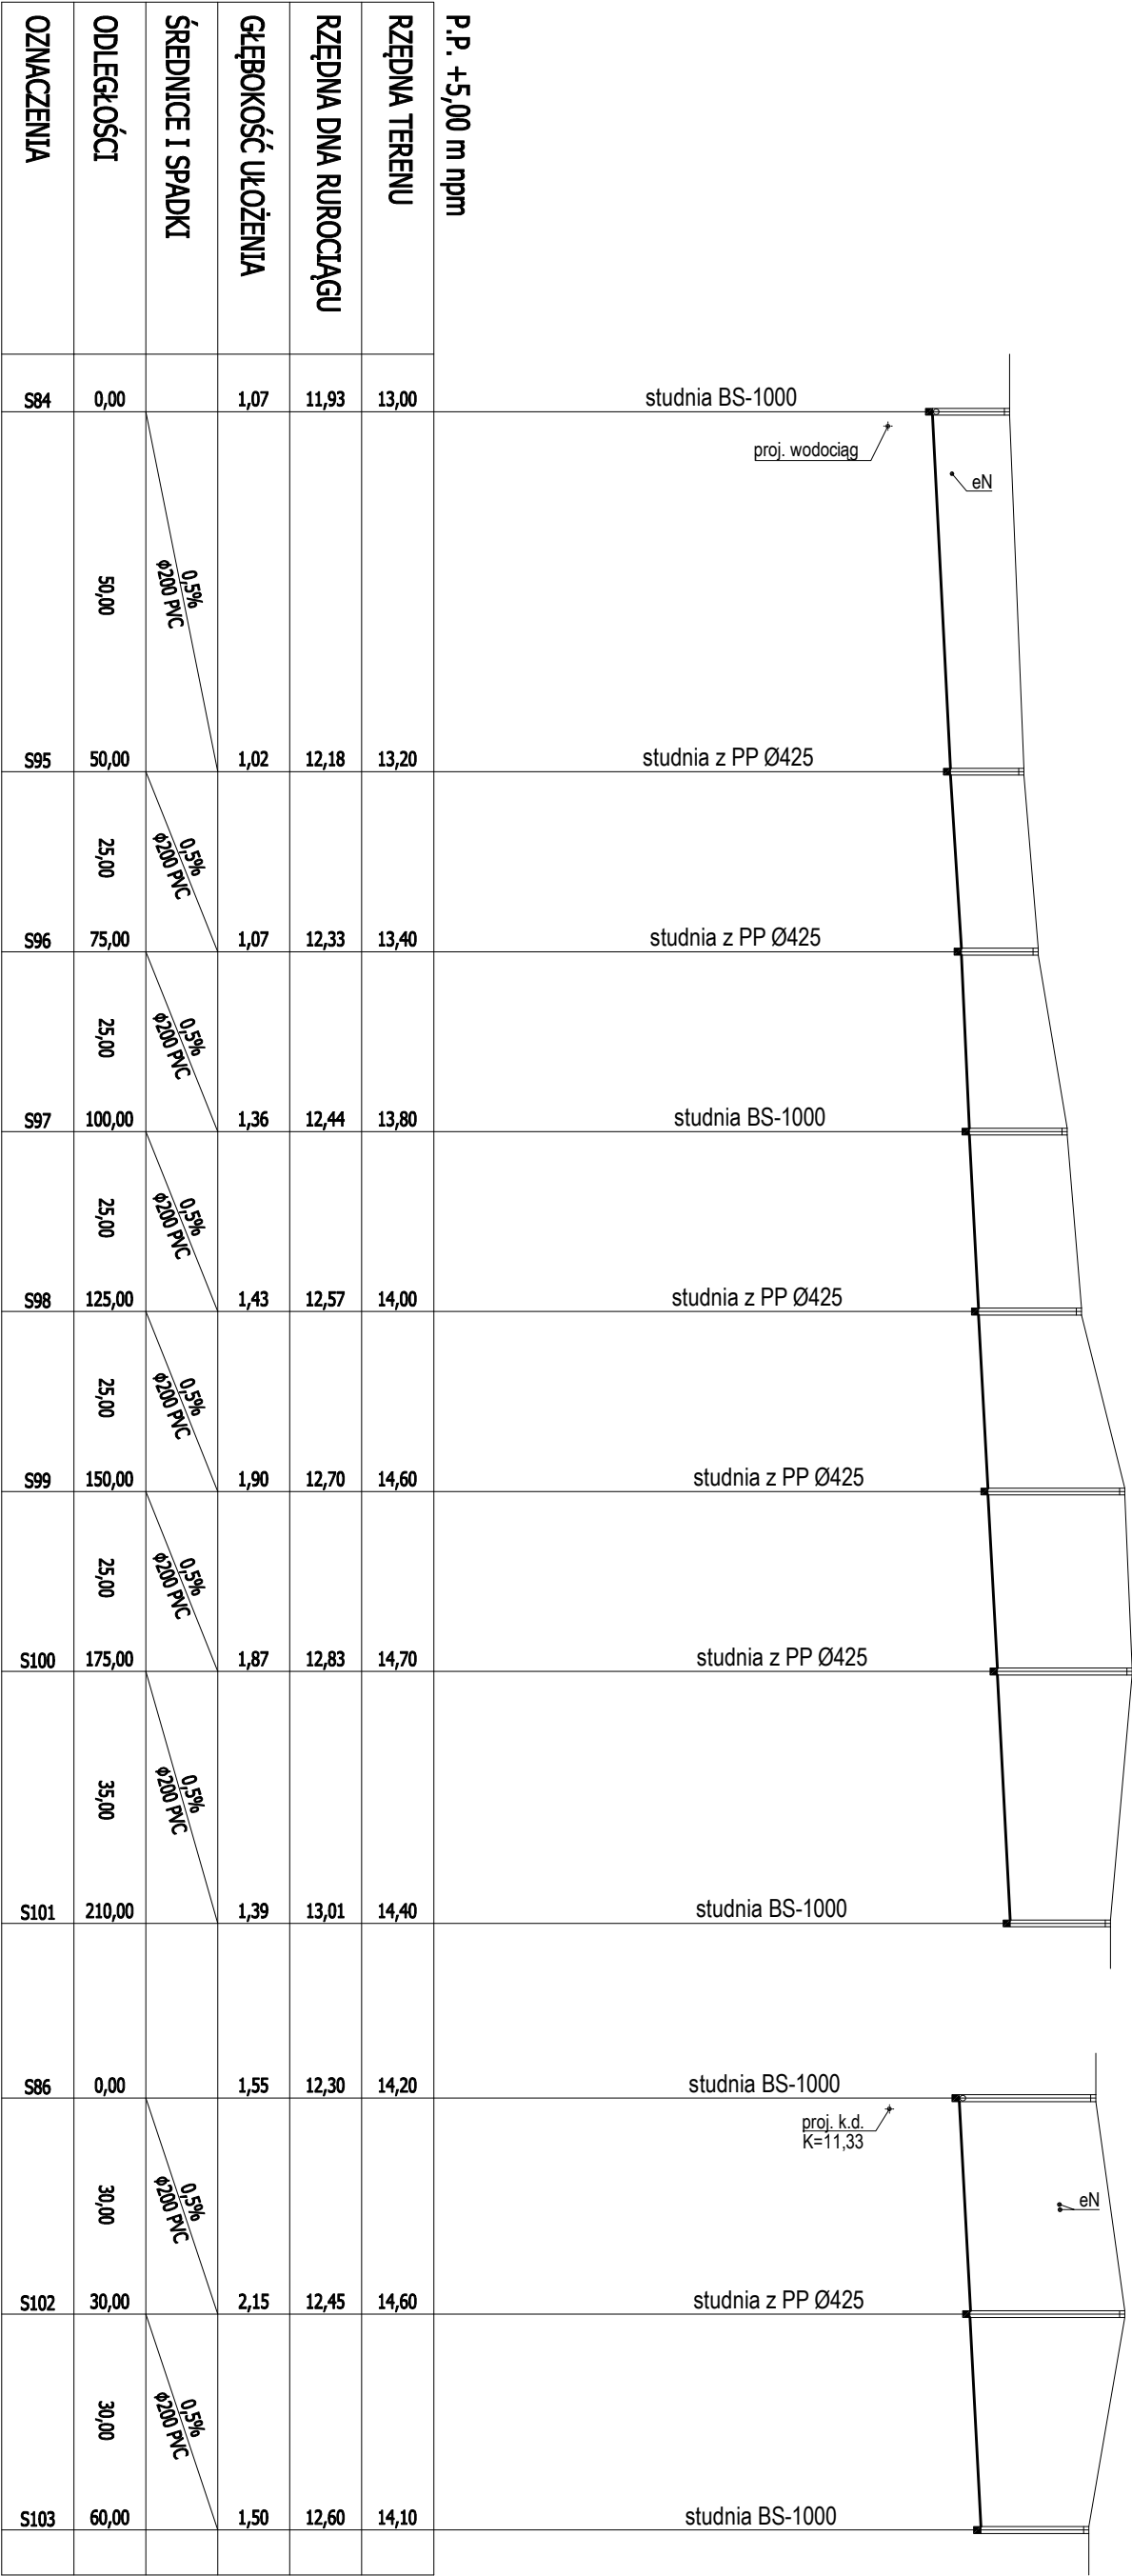 P.P. +5,00 m npm
RZĘDNA TERENU
RZĘDNA DNA RUROCIĄGU
GŁĘBOKOŚĆ UŁOŻENIA
ŚREDNICE I SPADKI
ODLEGŁOŚCI
OZNACZENIA
S84 0,00 1,07 11,93 13,00 studnia BS-1000
proj. wodociąg
eN
50,00 0,5%
ø200 PVC
S95 50,00 1,02 12,18 13,20 studnia z PP Ø425
25,00 0,5%
ø200 PVC
S96 75,00 1,07 12,33 13,40 studnia z PP Ø425
25,00 0,5%
ø200 PVC
S97 100,00 1,36 12,44 13,80 studnia BS-1000
25,00 0,5%
ø200 PVC
S98 125,00 1,43 12,57 14,00 studnia z PP Ø425
25,00 0,5%
ø200 PVC
S99 150,00 1,90 12,70 14,60 studnia z PP Ø425
25,00 0,5%
ø200 PVC
S100 175,00 1,87 12,83 14,70 studnia z PP Ø425
35,00 0,5%
ø200 PVC
S101 210,00 1,39 13,01 14,40 studnia BS-1000
S86 0,00 1,55 12,30 14,20 studnia BS-1000
proj. k.d.
K=11,33
eN
30,00 0,5%
ø200 PVC
S102 30,00 2,15 12,45 14,60 studnia z PP Ø425
30,00 0,5%
ø200 PVC
S103 60,00 1,50 12,60 14,10 studnia BS-1000